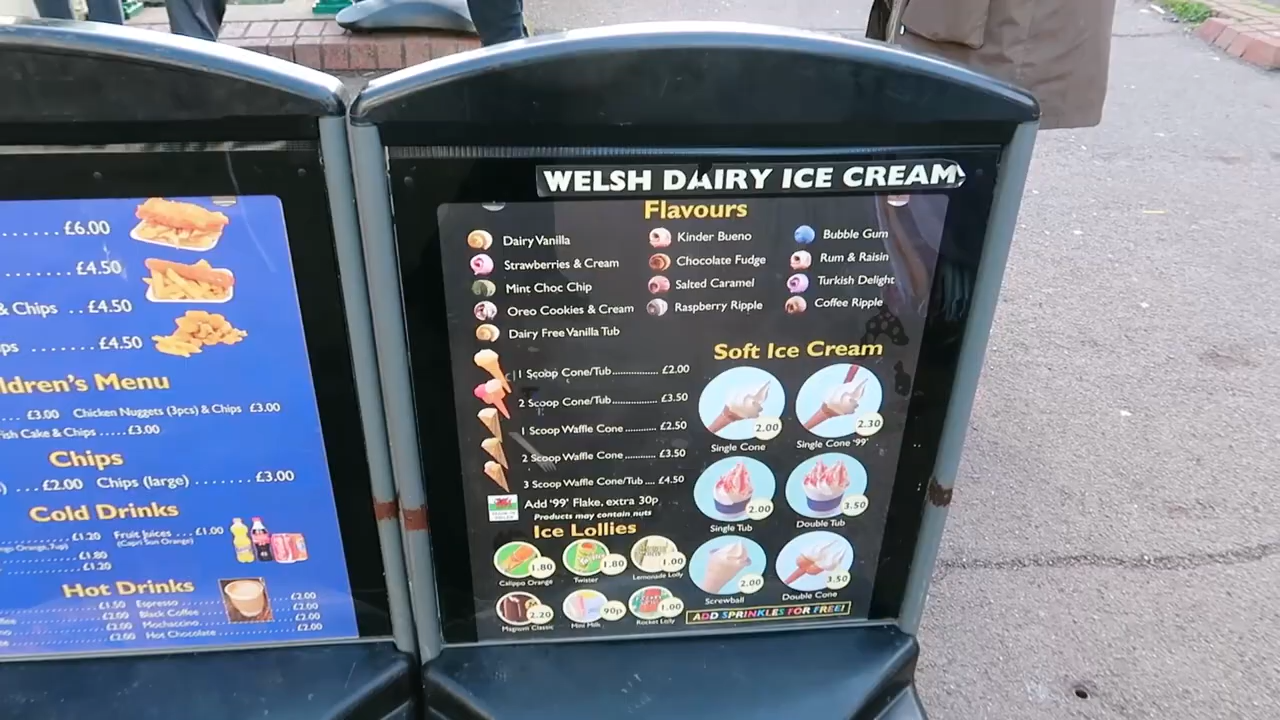 ......£6.00
......£4.50
& Chips ..£4.50
ps .......£4.50
ldren's Menu
....£3.00 Chicken Nuggets (3pcs) & Chips £3.00
ish Cake & Chips .....£3.00
Chips
) ...£2.00 Chips (large) ............£3.00
Cold Drinks
£1.20 Fruit Juices ...£1.00
(Capri Sun Orange)
£1.80
£1.20
Hot Drinks
£1.50 Espresso £2.00
£2.00 Black Coffee £2.00
£2.00 Mochaccino £2.00
£2.00 Hot Chocolate £2.00
WELSH DAIRY ICE CREAM
Flavours
Dairy Vanilla
Strawberries & Cream
Mint Choc Chip
Oreo Cookies & Cream
Dairy Free Vanilla Tub
Kinder Bueno
Chocolate Fudge
Salted Caramel
Raspberry Ripple
Bubble Gum
Rum & Raisin
Turkish Delight
Coffee Ripple
1 Scoop Cone/Tub............... £2.00
2 Scoop Cone/Tub............... £3.50
1 Scoop Waffle Cone .......... £2.50
2 Scoop Waffle Cone .......... £3.50
3 Scoop Waffle Cone/Tub .... £4.50
Add '99' Flake, extra 30p
Products may contain nuts
Soft Ice Cream
2.00
Single Cone
2.30
Single Cone '99'
2.00
Single Tub
3.50
Double Tub
2.00
Screwball
3.50
Double Cone
ADD SPRINKLES FOR FREE!
Ice Lollies
1.80
Calippo Orange
1.80
Twister
1.00
Lemonade Lolly
2.20
Magnum Classic
90p
Mini Milk
1.00
Rocket Lolly